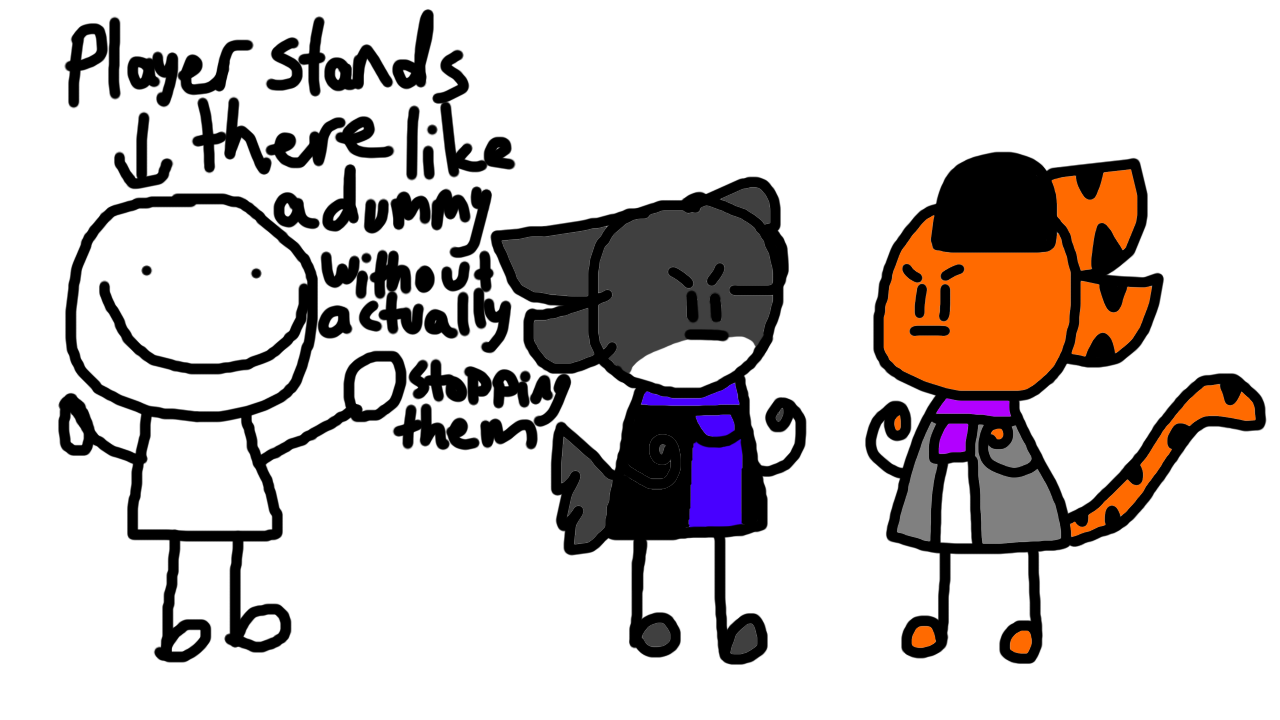 Player stands
there like
a dummy
without
actually
stopping
them